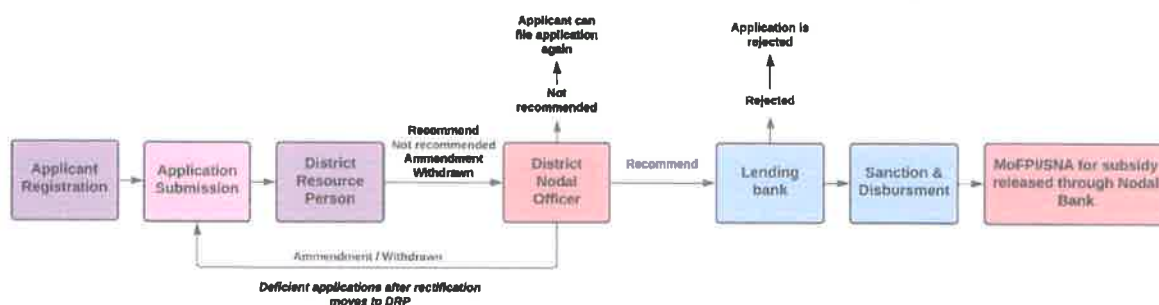 Applicant can
file application
again
Application is
rejected
Not
recommended
Rejected
Applicant
Registration
Application
Submission
District
Resource
Person
Recommend
Not recommended
Ammendment
Withdrawn
District
Nodal
Officer
Recommend
Lending
bank
Sanction &
Disbursment
MoFPI/SNA for subsidy
released through Nodal
Bank
Ammendment / Withdrawn
Deficient applications after rectification
moves to DRP